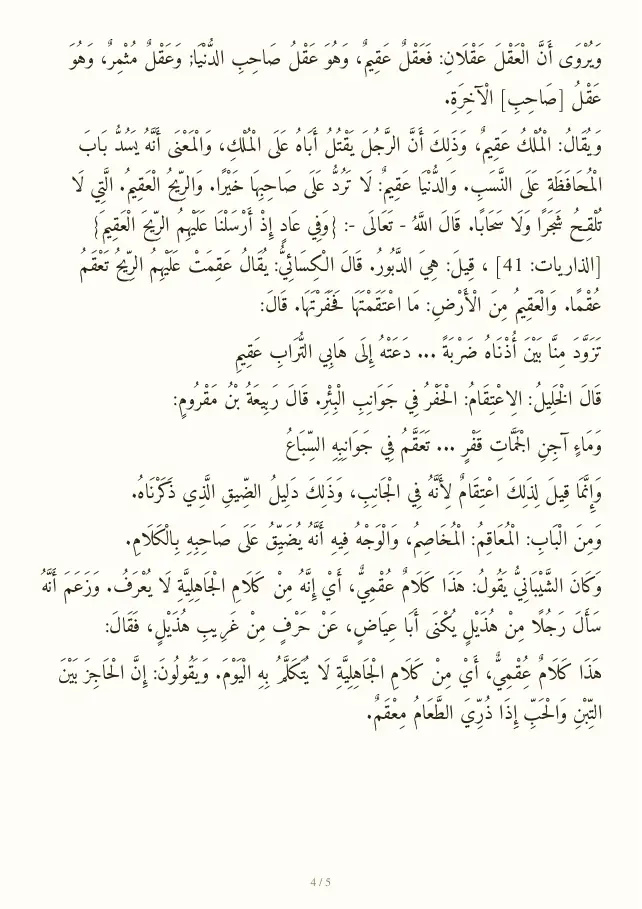 وَيُرْوَى أَنَّ الْعَقْلَ عَقْلَانِ: فَعَقْلٌ عَقِيمٌ، وَهُوَ عَقْلُ صَاحِبِ الدُّنْيَا; وَعَقْلٌ مُثْمِرٌ، وَهُوَ
عَقْلُ [صَاحِبِ] الْآخِرَةِ.
وَيُقَالُ: الْمُلْكُ عَقِيمٌ، وَذَلِكَ أَنَّ الرَّجُلَ يَقْتُلُ أَبَاهُ عَلَى الْمُلْكِ، وَالْمَعْنَى أَنَّهُ يَسُدُّ بَابَ
الْمُحَافَظَةِ عَلَى النَّسَبِ. وَالدُّنْيَا عَقِيمٌ: لَا تَرُدُّ عَلَى صَاحِبِهَا خَيْرًا. وَالرِّيحُ الْعَقِيمُ. الَّتِي لَا
تُلْقِحُ شَجَرًا وَلَا سَحَابًا. قَالَ اللَّهُ - تَعَالَى -: {وَفِي عَادٍ إِذْ أَرْسَلْنَا عَلَيْهِمُ الرِّيحَ الْعَقِيمَ}
[الذاريات: 41] ، قِيلَ: هِيَ الدَّبُورُ. قَالَ الْكِسَائِيُّ: يُقَالُ عَقِمَتْ عَلَيْهِمُ الرِّيحُ تَعْقَمُ
عُقْمًا. وَالْعَقِيمُ مِنَ الْأَرْضِ: مَا اعْتَقَمْتَهَا فَحَفَرْتَهَا. قَالَ:
تَزَوَّدَ مِنَّا بَيْنَ أُذْنَاهُ ضَرْبَةً ... دَعَتْهُ إِلَى هَابِي التُّرَابِ عَقِيمِ
قَالَ الْخَلِيلُ: الِاعْتِقَامُ: الْحَفْرُ فِي جَوَانِبِ الْبِئْرِ. قَالَ رَبِيعَةُ بْنُ مَقْرُومٍ:
وَمَاءٍ آجِنِ الْجَمَّاتِ قَفْرٍ ... تَعَقَّمُ فِي جَوَانِبِهِ السِّبَاعُ
وَإِنَّمَا قِيلَ لِذَلِكَ اعْتِقَامٌ لِأَنَّهُ فِي الْجَانِبِ، وَذَلِكَ دَلِيلُ الضِّيقِ الَّذِي ذَكَرْنَاهُ.
وَمِنَ الْبَابِ: الْمُعَاقِمُ: الْمُخَاصِمُ، وَالْوَجْهُ فِيهِ أَنَّهُ يُضَيِّقُ عَلَى صَاحِبِهِ بِالْكَلَامِ.
وَكَانَ الشَّيْبَانِيُّ يَقُولُ: هَذَا كَلَامٌ عُقْمِيٌّ، أَيْ إِنَّهُ مِنْ كَلَامِ الْجَاهِلِيَّةِ لَا يُعْرَفُ. وَزَعَمَ أَنَّهُ
سَأَلَ رَجُلًا مِنْ هُذَيْلٍ يُكْنَى أَبَا عِيَاضٍ، عَنْ حَرْفٍ مِنْ غَرِيبِ هُذَيْلٍ، فَقَالَ:
هَذَا كَلَامٌ عُِقْمِيٌّ، أَيْ مِنْ كَلَامِ الْجَاهِلِيَّةِ لَا يُتَكَلَّمُ بِهِ الْيَوْمَ. وَيَقُولُونَ: إِنَّ الْحَاجِزَ بَيْنَ
التِّبْنِ وَالْحَبِّ إِذَا ذُرِّيَ الطَّعَامُ مِعْقَمٌ.
4 / 5